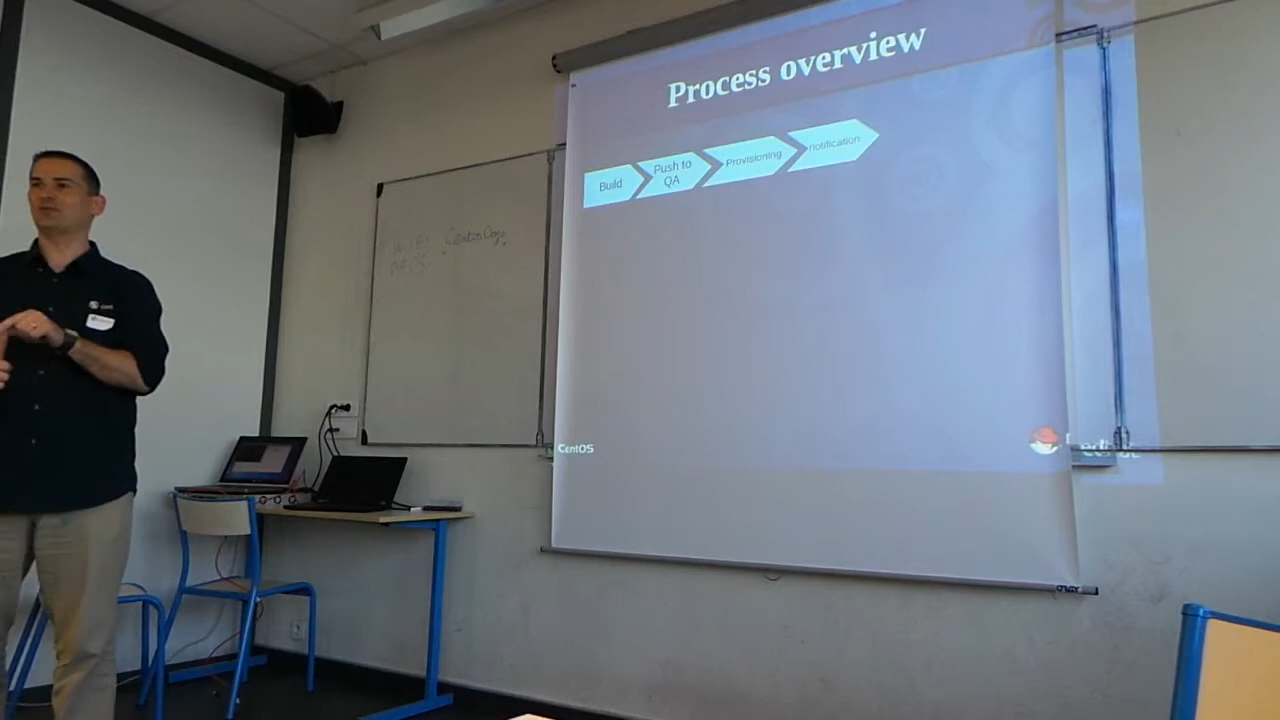 Process overview
Build
Push to
QA
Provisioning
notification
CentOS